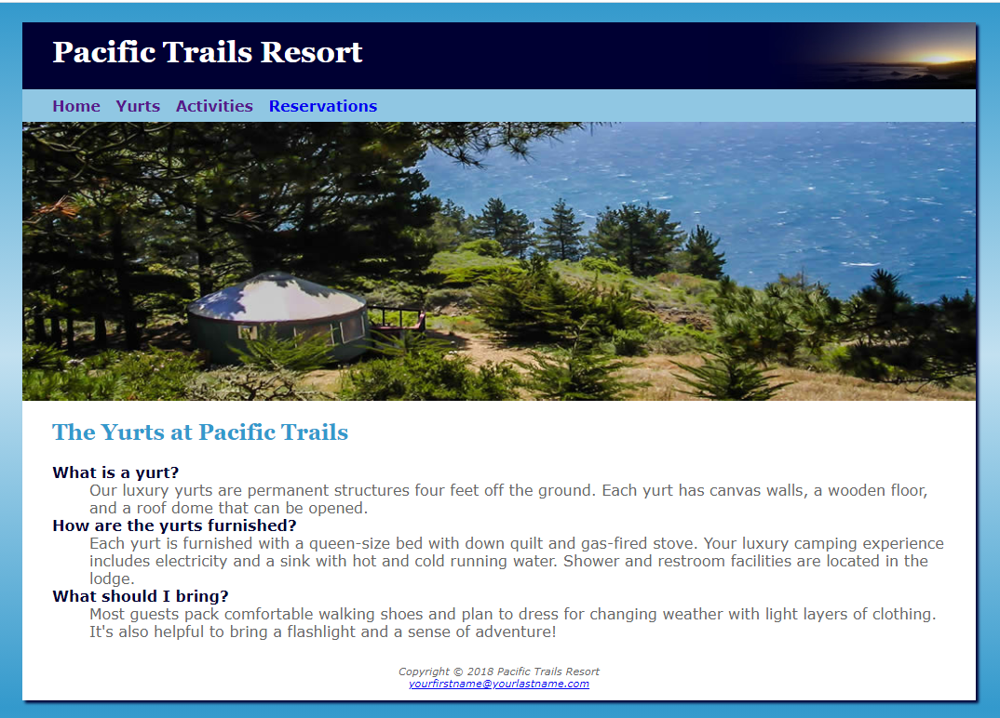 Pacific Trails Resort
Home Yurts Activities Reservations
The Yurts at Pacific Trails
What is a yurt?
Our luxury yurts are permanent structures four feet off the ground. Each yurt has canvas walls, a wooden floor,
and a roof dome that can be opened.
How are the yurts furnished?
Each yurt is furnished with a queen-size bed with down quilt and gas-fired stove. Your luxury camping experience
includes electricity and a sink with hot and cold running water. Shower and restroom facilities are located in the
lodge.
What should I bring?
Most guests pack comfortable walking shoes and plan to dress for changing weather with light layers of clothing.
It's also helpful to bring a flashlight and a sense of adventure!
Copyright © 2018 Pacific Trails Resort
yourfirstname@yourlastname.com